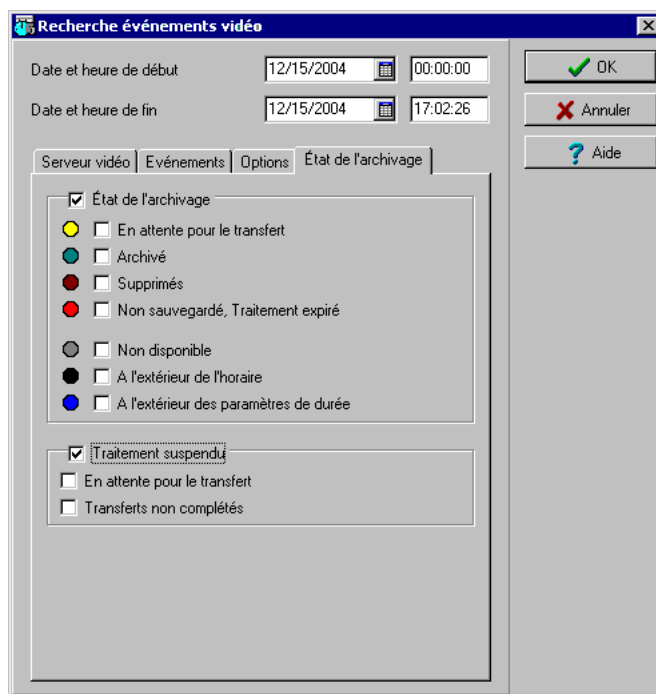 Recherche événements vidéo
Date et heure de début 12/15/2004 00:00:00
OK
Date et heure de fin 12/15/2004 17:02:26
Annuler
Aide
Serveur vidéo Evénements Options État de l'archivage
État de l'archivage
En attente pour le transfert
Archivé
Supprimés
Non sauvegardé, Traitement expiré
Non disponible
A l'extérieur de l'horaire
A l'extérieur des paramètres de durée
Traitement suspendu
En attente pour le transfert
Transferts non complétés